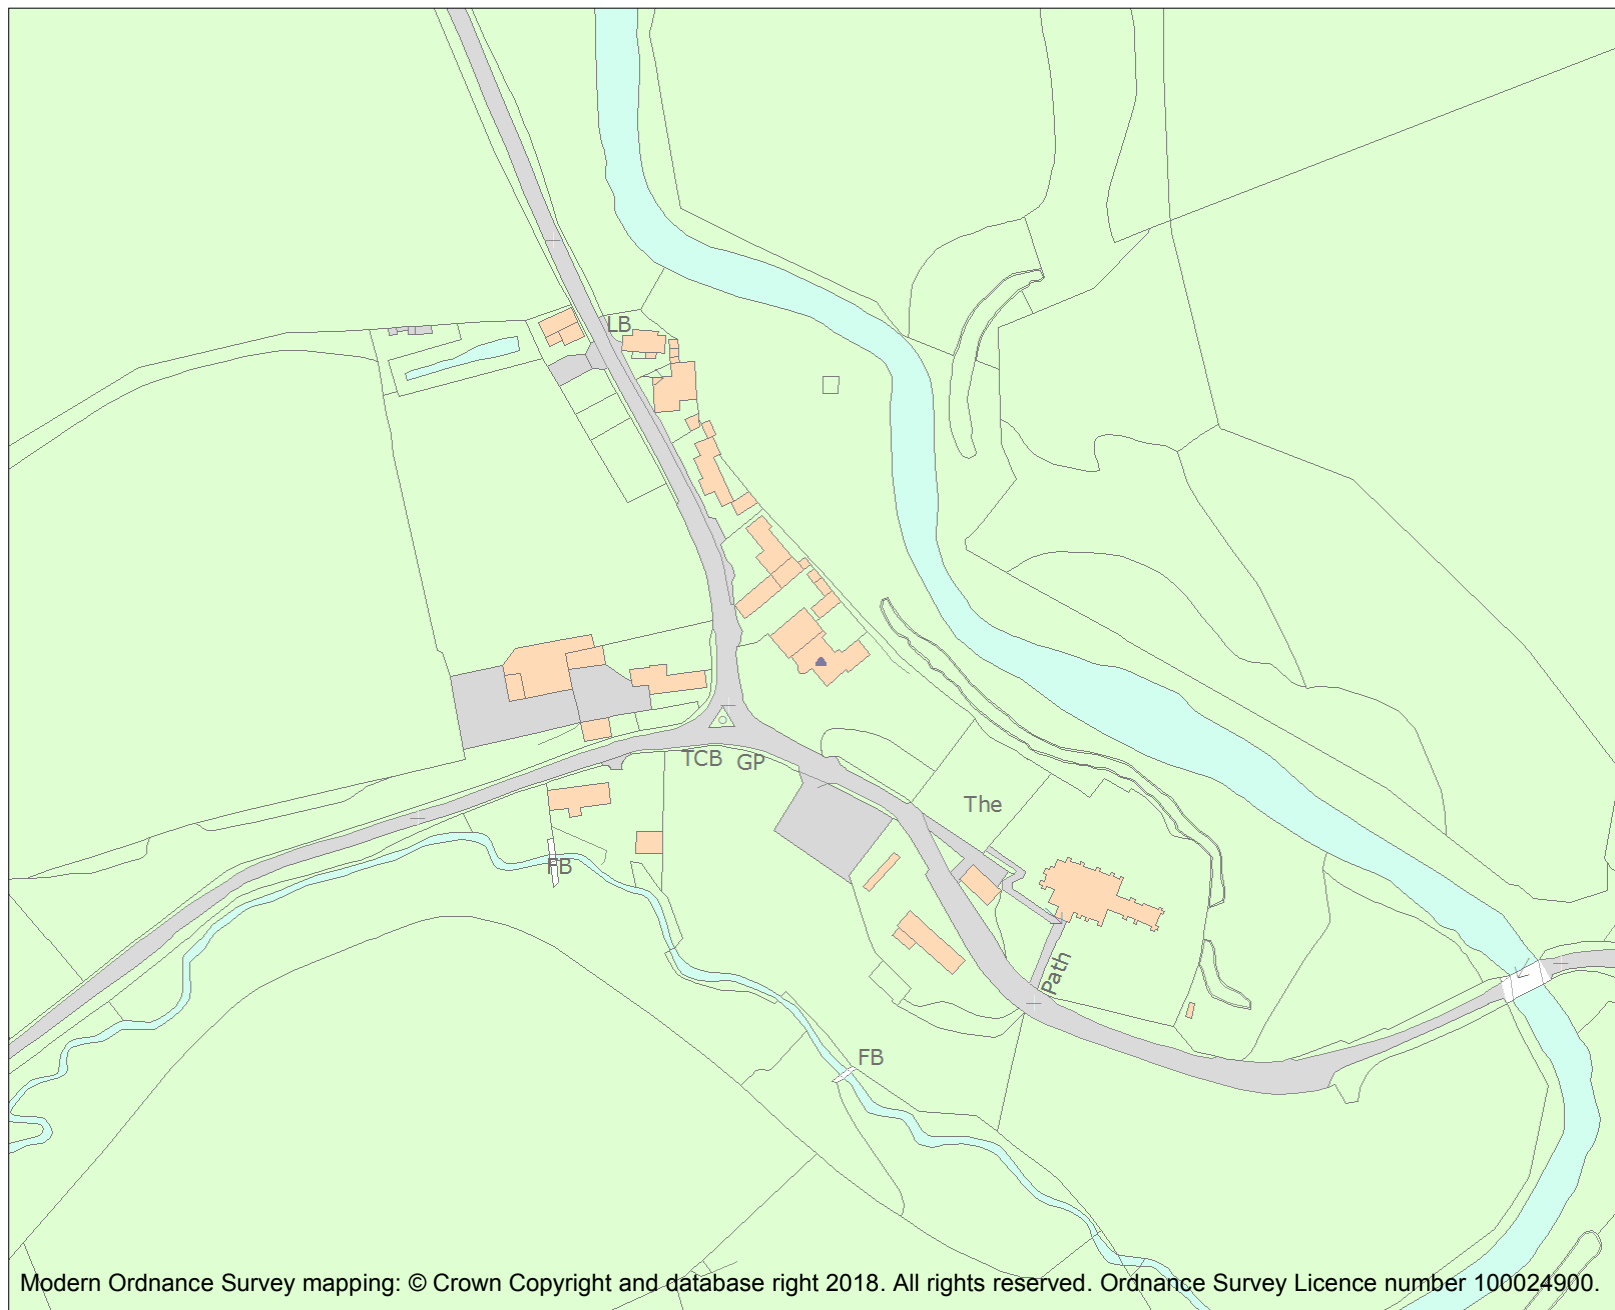 LB
TCB GP
The
FB
Path
FB
Modern Ordnance Survey mapping: © Crown Copyright and database right 2018. All rights reserved. Ordnance Survey Licence number 100024900.